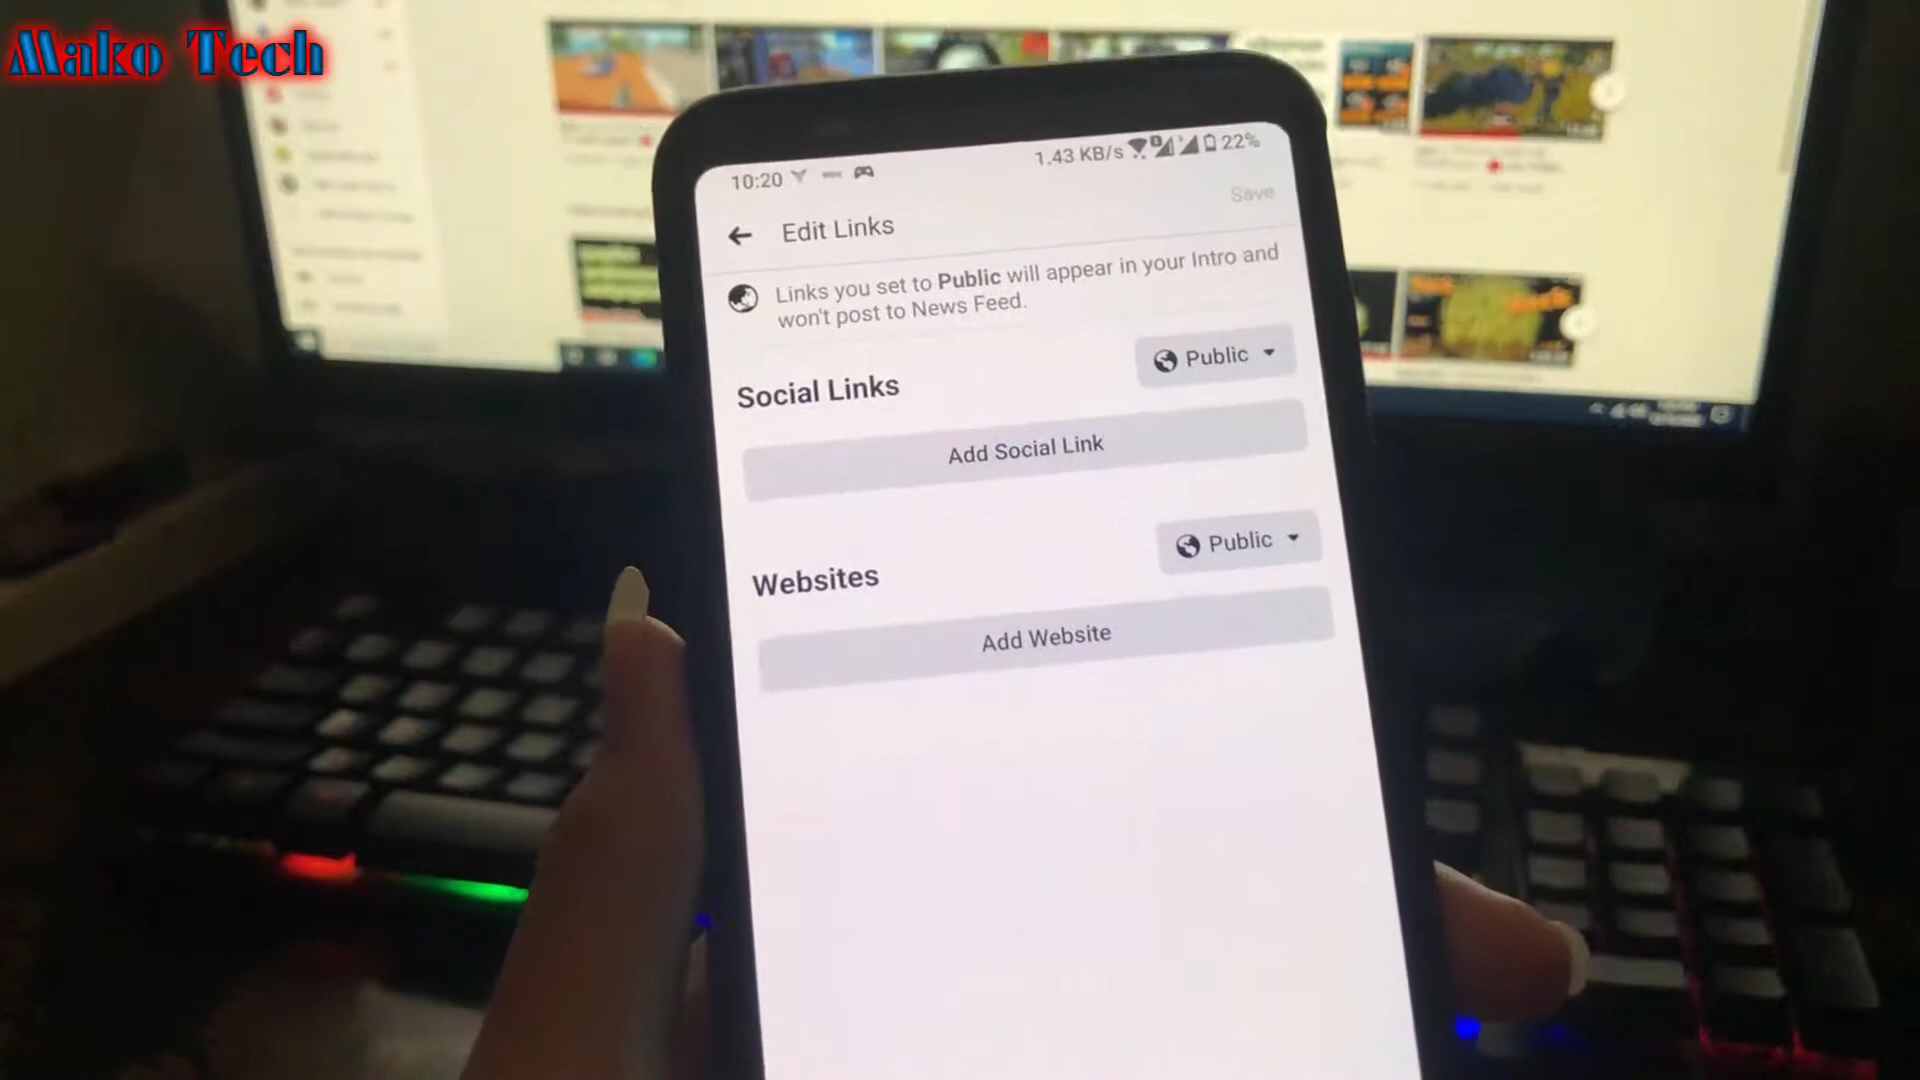 Mako Tech
10:20
1.43 KB/s
22%
Save
Edit Links
Links you set to Public will appear in your Intro and
won't post to News Feed.
Public
Social Links
Add Social Link
Public
Websites
Add Website